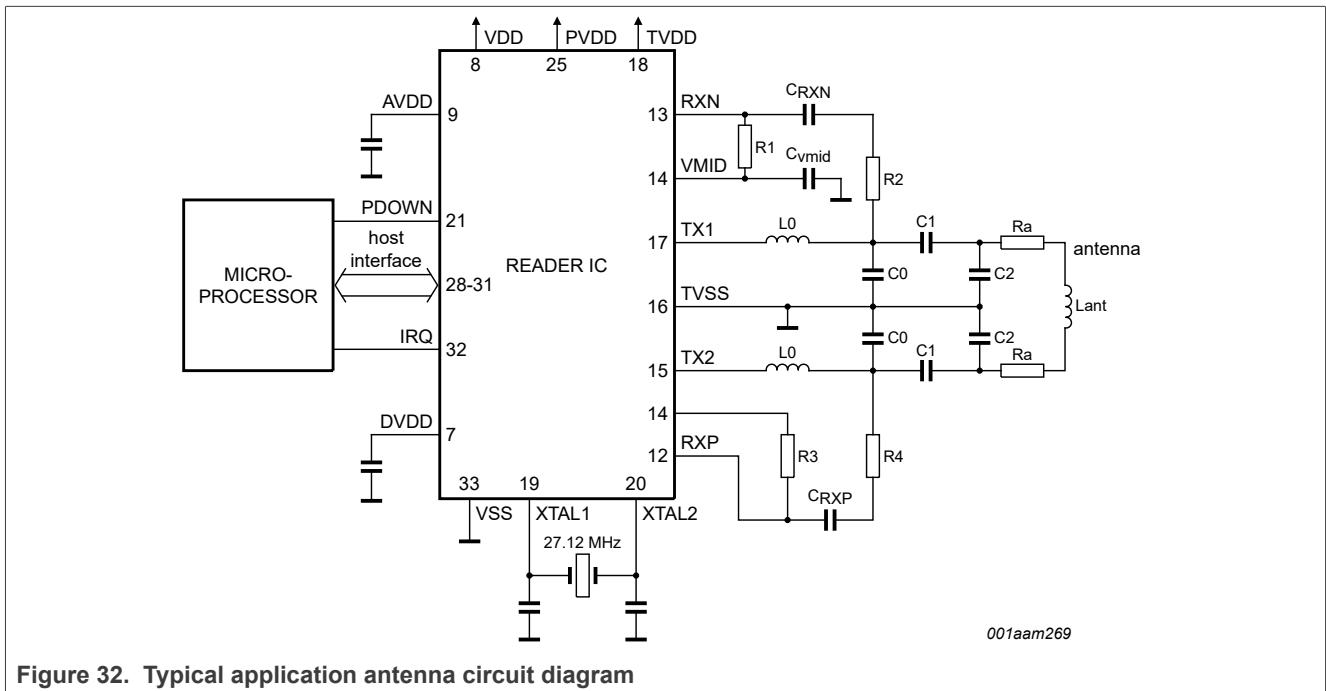 VDD PVDD TVDD
8 25 18
AVDD 9
13 RXN
CRXN
R1
VMID
14
Cvmid
R2
PDOWN 21
host
interface
28-31
MICRO-
PROCESSOR
READER IC
IRQ
32
17 TX1
L0
C1
Ra
antenna
C0
C2
16 TVSS
Lant
C0
C2
15 TX2
L0
C1
Ra
14
12 RXP
R3
R4
CRXP
DVDD
7
33 19 20
VSS XTAL1 XTAL2
27.12 MHz
001aam269
Figure 32. Typical application antenna circuit diagram